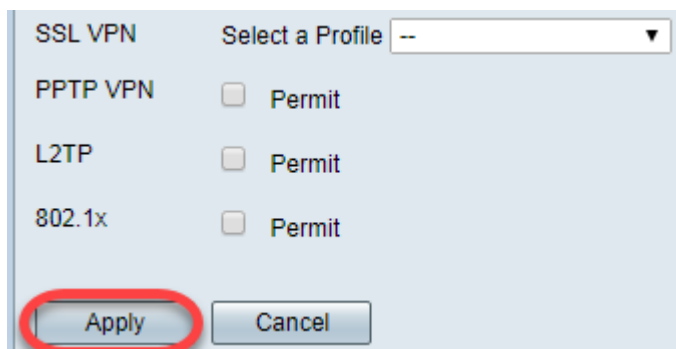 SSL VPN Select a Profile --
PPTP VPN Permit
L2TP Permit
802.1x Permit
Apply Cancel